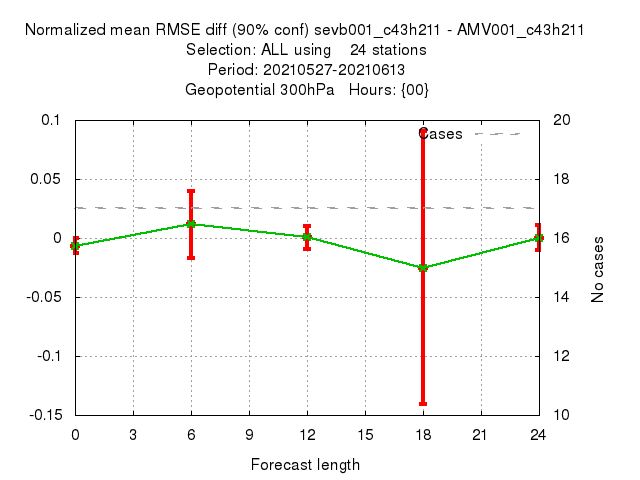 Normalized mean RMSE diff (90% conf) sevb001_c43h211 - AMV001_c43h211
Selection: ALL using 24 stations
Period: 20210527-20210613
Geopotential 300hPa Hours: {00}
0.1
0.05
0
-0.05
-0.1
-0.15
Cases
20
18
16
14
12
10
No cases
0 3 6 9 12 15 18 21 24
Forecast length